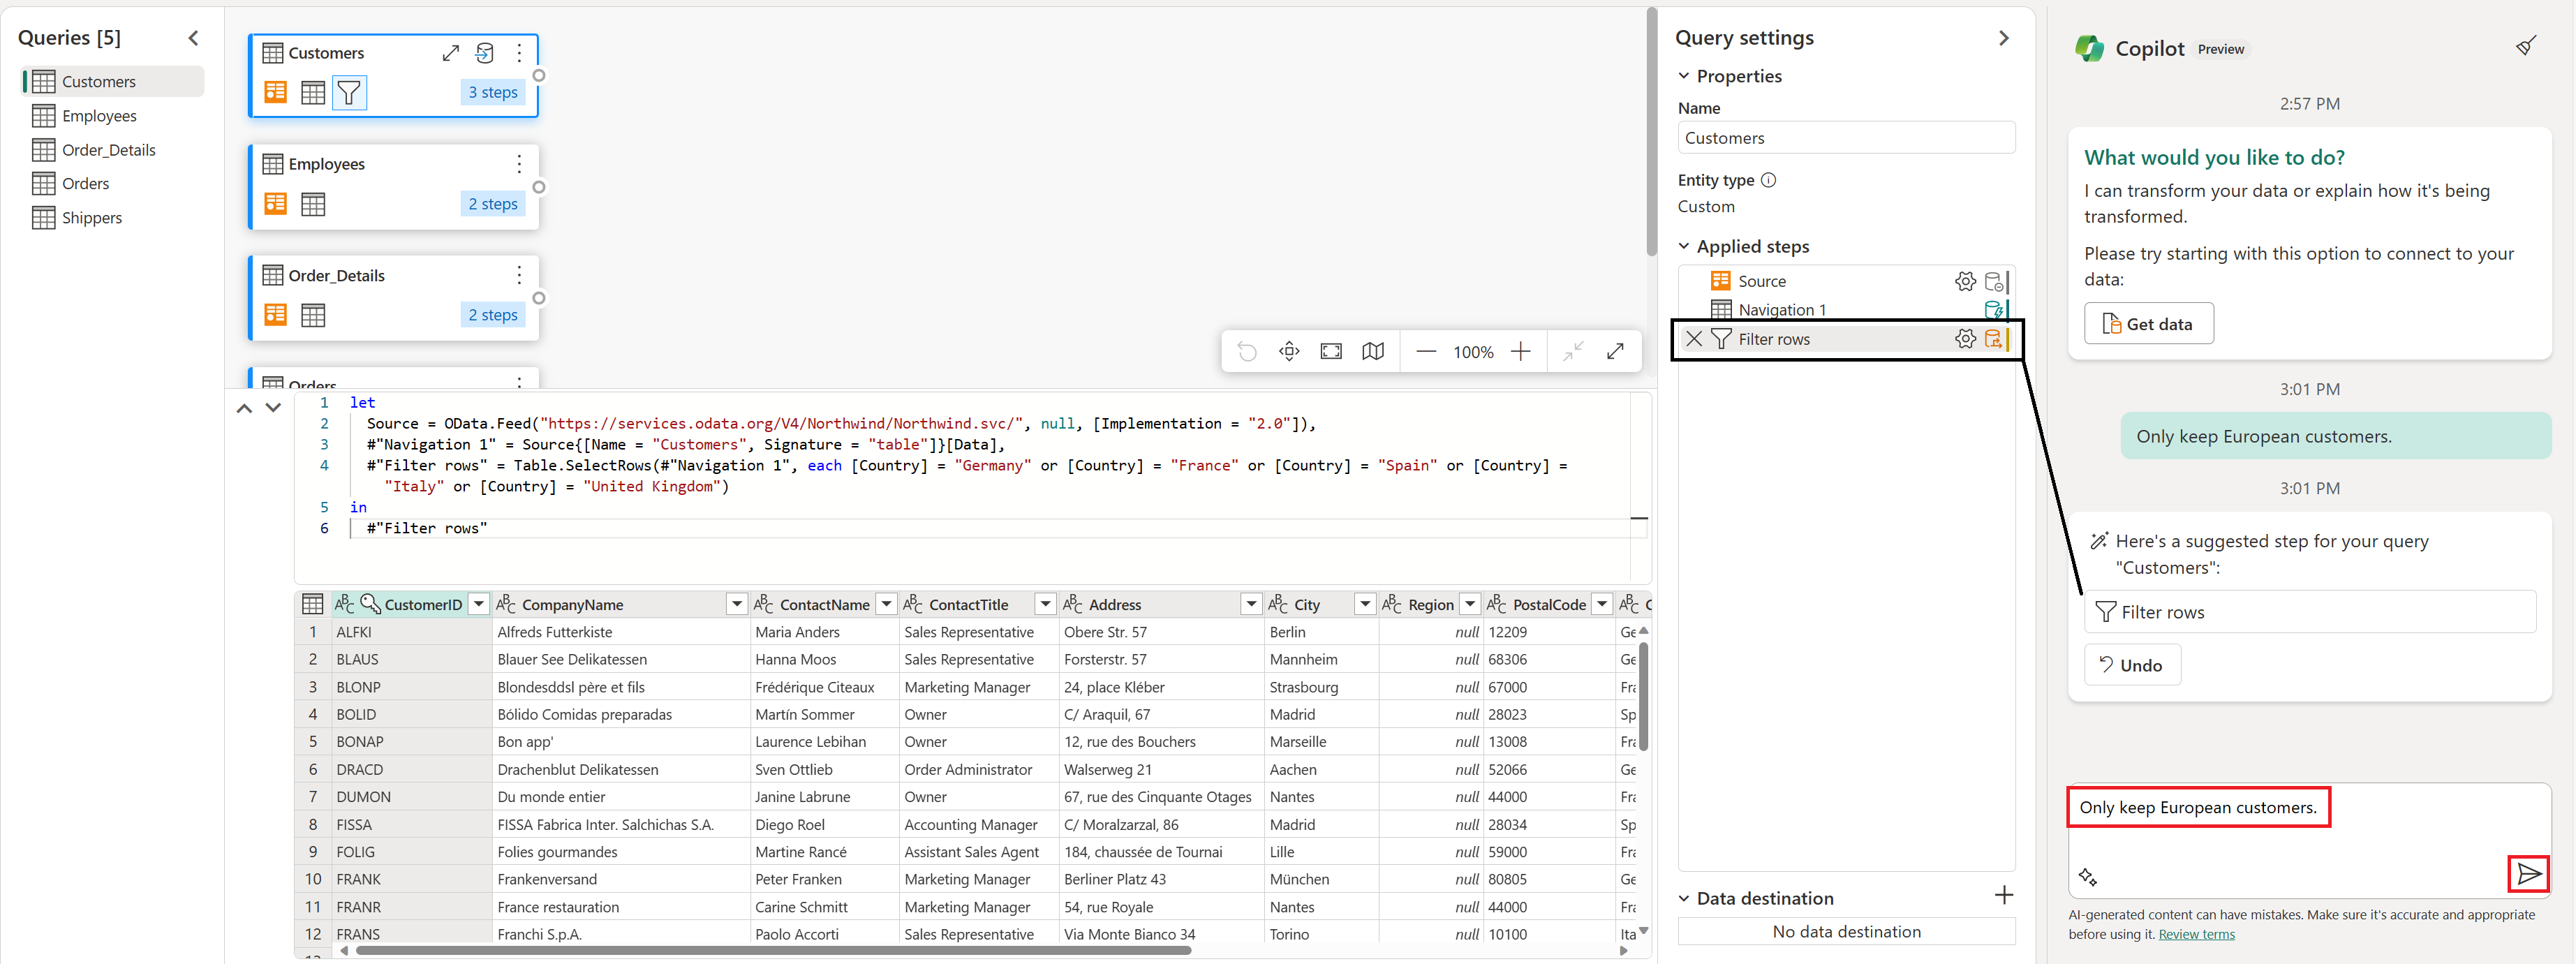 Queries [5]
Customers
Employees
Order_Details
Orders
Shippers
Customers
3 steps
Employees
2 steps
Order_Details
2 steps
Orders
100%
1 let
2 Source = OData.Feed("https://services.odata.org/V4/Northwind/Northwind.svc/", null, [Implementation = "2.0"]),
3 #"Navigation 1" = Source{[Name = "Customers", Signature = "table"]}[Data],
4 #"Filter rows" = Table.SelectRows(#"Navigation 1", each [Country] = "Germany" or [Country] = "France" or [Country] = "Spain" or [Country] =
"Italy" or [Country] = "United Kingdom")
5 in
6 #"Filter rows"
CustomerID CompanyName ContactName ContactTitle Address City Region PostalCode C
1 ALFKI Alfreds Futterkiste Maria Anders Sales Representative Obere Str. 57 Berlin null 12209 Ge
2 BLAUS Blauer See Delikatessen Hanna Moos Sales Representative Forsterstr. 57 Mannheim null 68306 Ge
3 BLONP Blondesddsl père et fils Frédérique Citeaux Marketing Manager 24, place Kléber Strasbourg null 67000 Fra
4 BOLID Bólido Comidas preparadas Martín Sommer Owner C/ Araquil, 67 Madrid null 28023 Sp
5 BONAP Bon app' Laurence Lebihan Owner 12, rue des Bouchers Marseille null 13008 Fra
6 DRACD Drachenblut Delikatessen Sven Ottlieb Order Administrator Walserweg 21 Aachen null 52066 Ge
7 DUMON Du monde entier Janine Labrune Owner 67, rue des Cinquante Otages Nantes null 44000 Fra
8 FISSA FISSA Fabrica Inter. Salchichas S.A. Diego Roel Accounting Manager C/ Moralzarzal, 86 Madrid null 28034 Sp
9 FOLIG Folies gourmandes Martine Rancé Assistant Sales Agent 184, chaussée de Tournai Lille null 59000 Fra
10 FRANK Frankenversand Peter Franken Marketing Manager Berliner Platz 43 München null 80805 Ge
11 FRANR France restauration Carine Schmitt Marketing Manager 54, rue Royale Nantes null 44000 Fra
12 FRANS Franchi S.p.A. Paolo Accorti Sales Representative Via Monte Bianco 34 Torino null 10100 Ita
Query settings
Properties
Name
Customers
Entity type
Custom
Applied steps
Source
Navigation 1
Filter rows
Data destination
No data destination
Copilot Preview
2:57 PM
What would you like to do?
I can transform your data or explain how it's being
transformed.
Please try starting with this option to connect to your
data:
Get data
3:01 PM
Only keep European customers.
3:01 PM
Here's a suggested step for your query
"Customers":
Filter rows
Undo
Only keep European customers.
AI-generated content can have mistakes. Make sure it's accurate and appropriate
before using it. Review terms